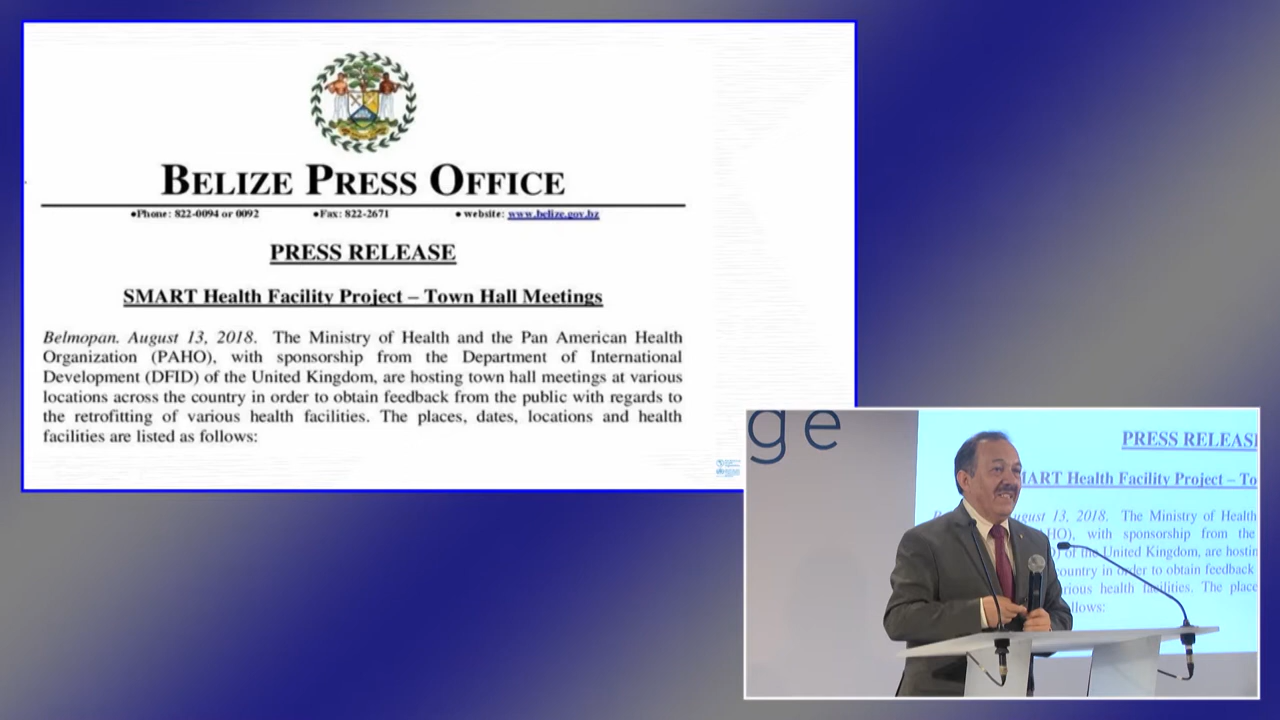 BELIZE PRESS OFFICE
●Phone: 822-0094 or 0092 ●Fax: 822-2671 ● website: www.belize.gov.bz
PRESS RELEASE
SMART Health Facility Project – Town Hall Meetings
Belmopan. August 13, 2018. The Ministry of Health and the Pan American Health
Organization (PAHO), with sponsorship from the Department of International
Development (DFID) of the United Kingdom, are hosting town hall meetings at various
locations across the country in order to obtain feedback from the public with regards to
the retrofitting of various health facilities. The places, dates, locations and health
facilities are listed as follows:
ge
PRESS RELEAS
MART Health Facility Project – To
ugust 13, 2018. The Ministry of Health
AHO), with sponsorship from the
D) of the United Kingdom, are hostin
country in order to obtain feedback
rious health facilities. The place
llows: